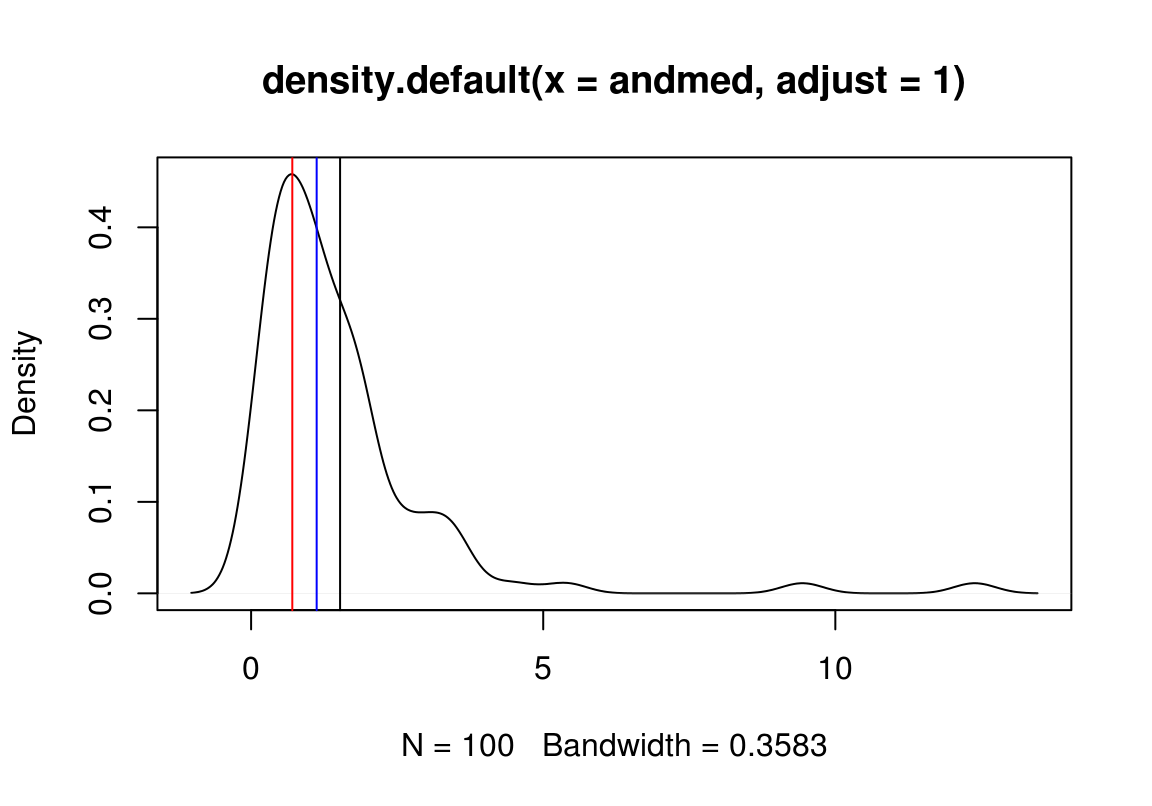 density.default(x = andmed, adjust = 1)
Density
0.4
0.3
0.2
0.1
0.0
0 5 10
N = 100 Bandwidth = 0.3583